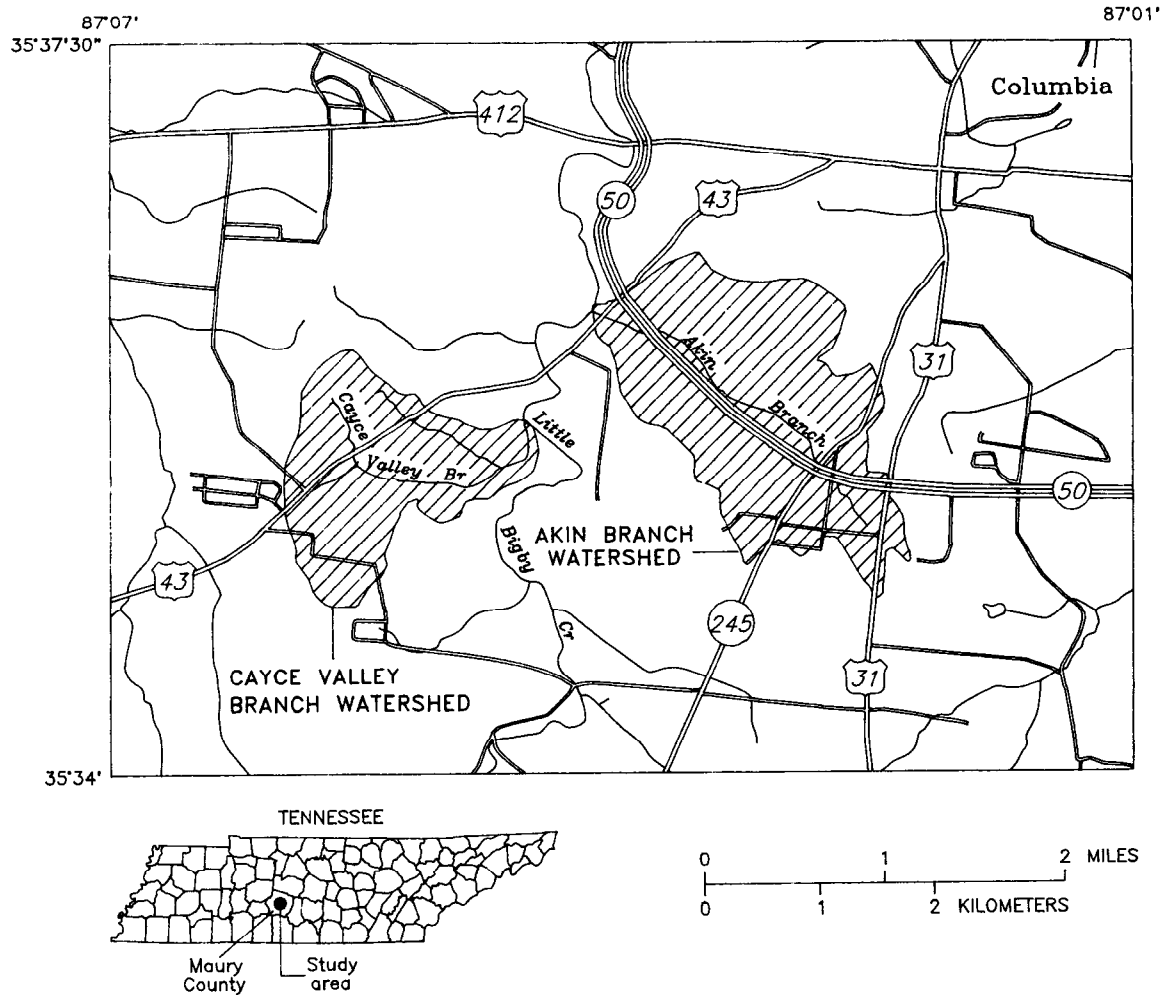 87°07'
87°01'
35°37'30"
Columbia
412
50
43
31
Akin
Branch
Cayce
Valley Br
Little
Bigby
Cr
50
AKIN BRANCH
WATERSHED
43
245
31
CAYCE VALLEY
BRANCH WATERSHED
35°34'
TENNESSEE
Maury
County
Study
area
0 1 2 MILES
0 1 2 KILOMETERS